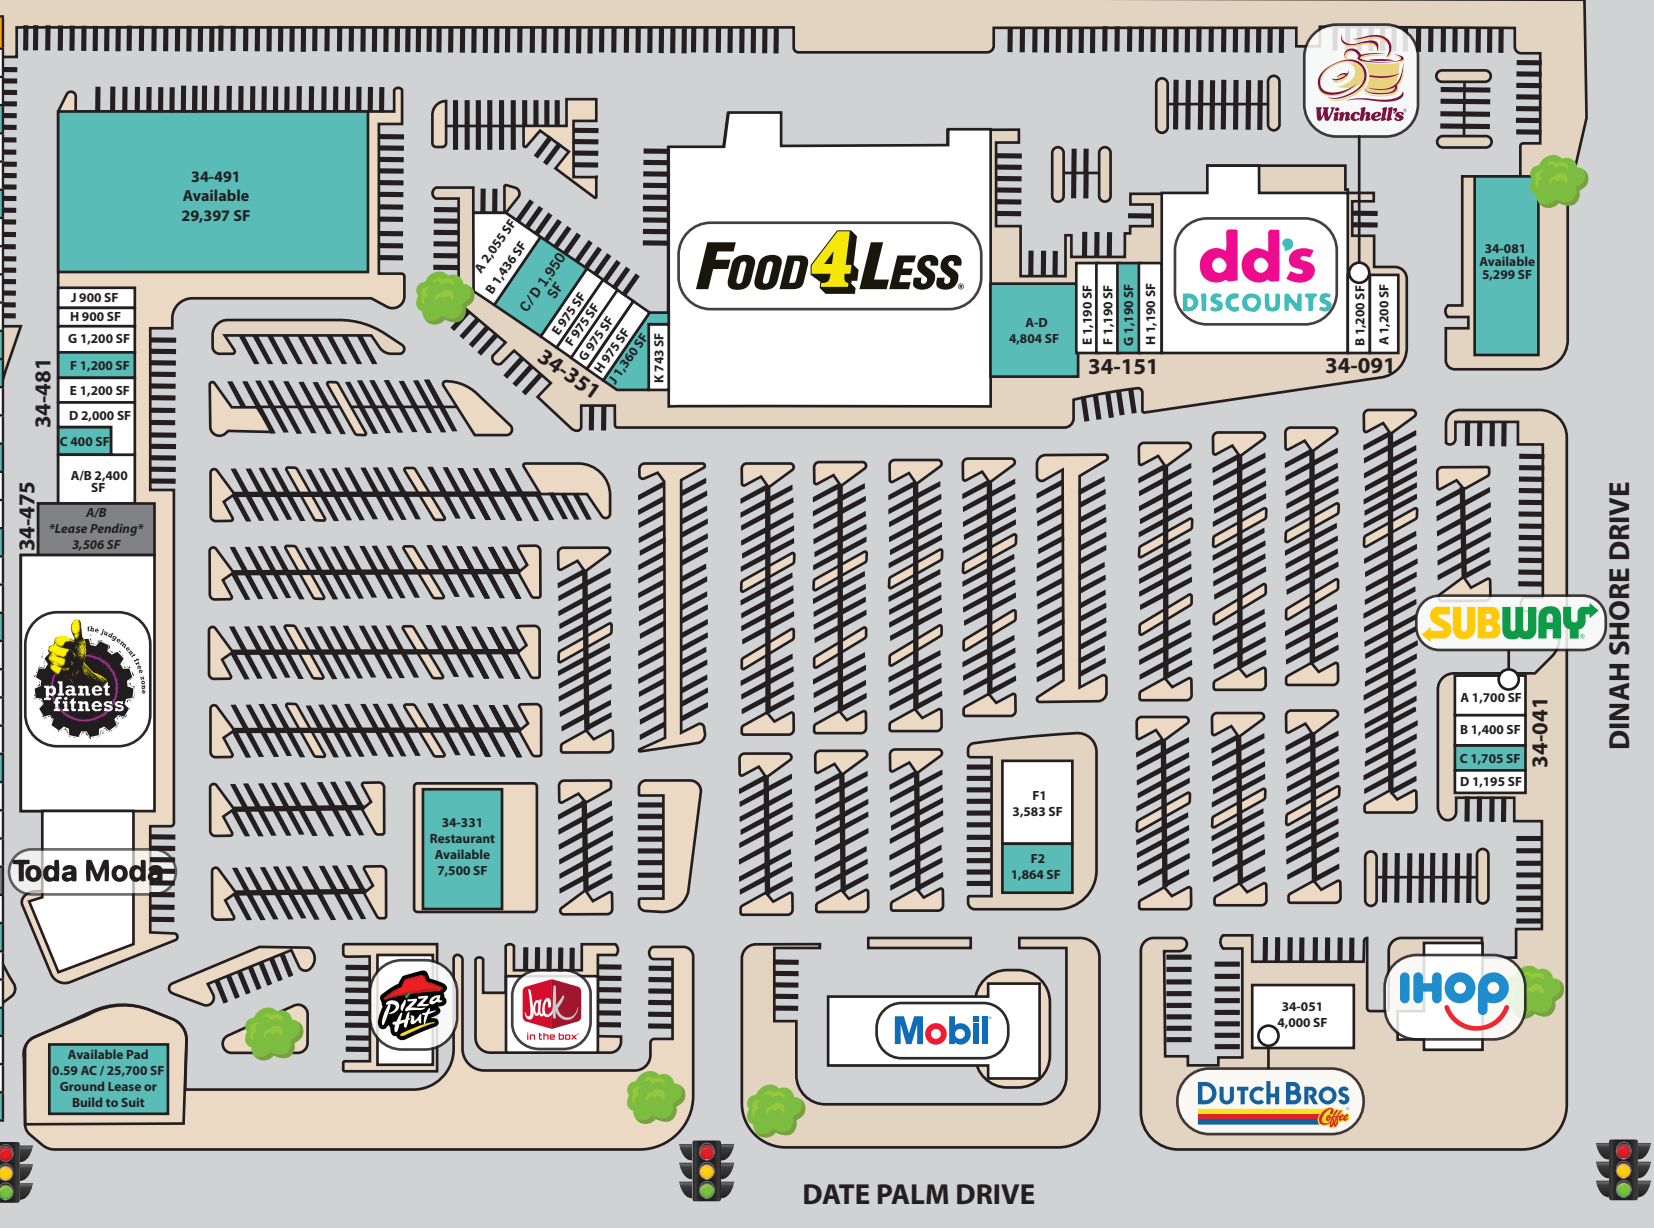 Winchell's
34-491
Available
29,397 SF
A 2,055 SF
B 1,436 SF
C/D 1,950
SF
E 975 SF
F 975 SF
G 975 SF
H 975 SF
J 1,360 SF
K 743 SF
34-351
FOOD 4 LESS
A-D
4,804 SF
E 1,190 SF
F 1,190 SF
G 1,190 SF
H 1,190 SF
34-151
dd's
DISCOUNTS
B 1,200 SF
A 1,200 SF
34-091
34-081
Available
5,299 SF
J 900 SF
H 900 SF
G 1,200 SF
F 1,200 SF
E 1,200 SF
D 2,000 SF
C 400 SF
A/B 2,400
SF
34-481
34-475
A/B
*Lease Pending*
3,506 SF
the judgement free zone
planet
fitness
Toda Moda
34-331
Restaurant
Available
7,500 SF
F1
3,583 SF
F2
1,864 SF
SUBWAY
A 1,700 SF
B 1,400 SF
C 1,705 SF
D 1,195 SF
34-041
DINAH SHORE DRIVE
Pizza
Hut
Jack
in the box
Mobil
34-051
4,000 SF
IHOP
DUTCH BROS
Coffee
Available Pad
0.59 AC / 25,700 SF
Ground Lease or
Build to Suit
DATE PALM DRIVE